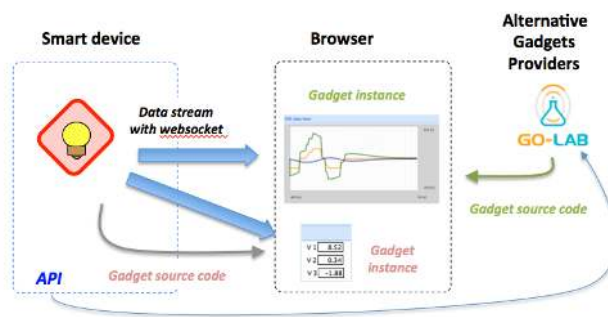 Smart device
Browser
Alternative
Gadgets
Providers
Data stream
with websocket
Gadget instance
GO-LAB
Gadget source code
V 1 8.52
V 2 0.34
V 3 -1.88
Gadget
instance
API
Gadget source code